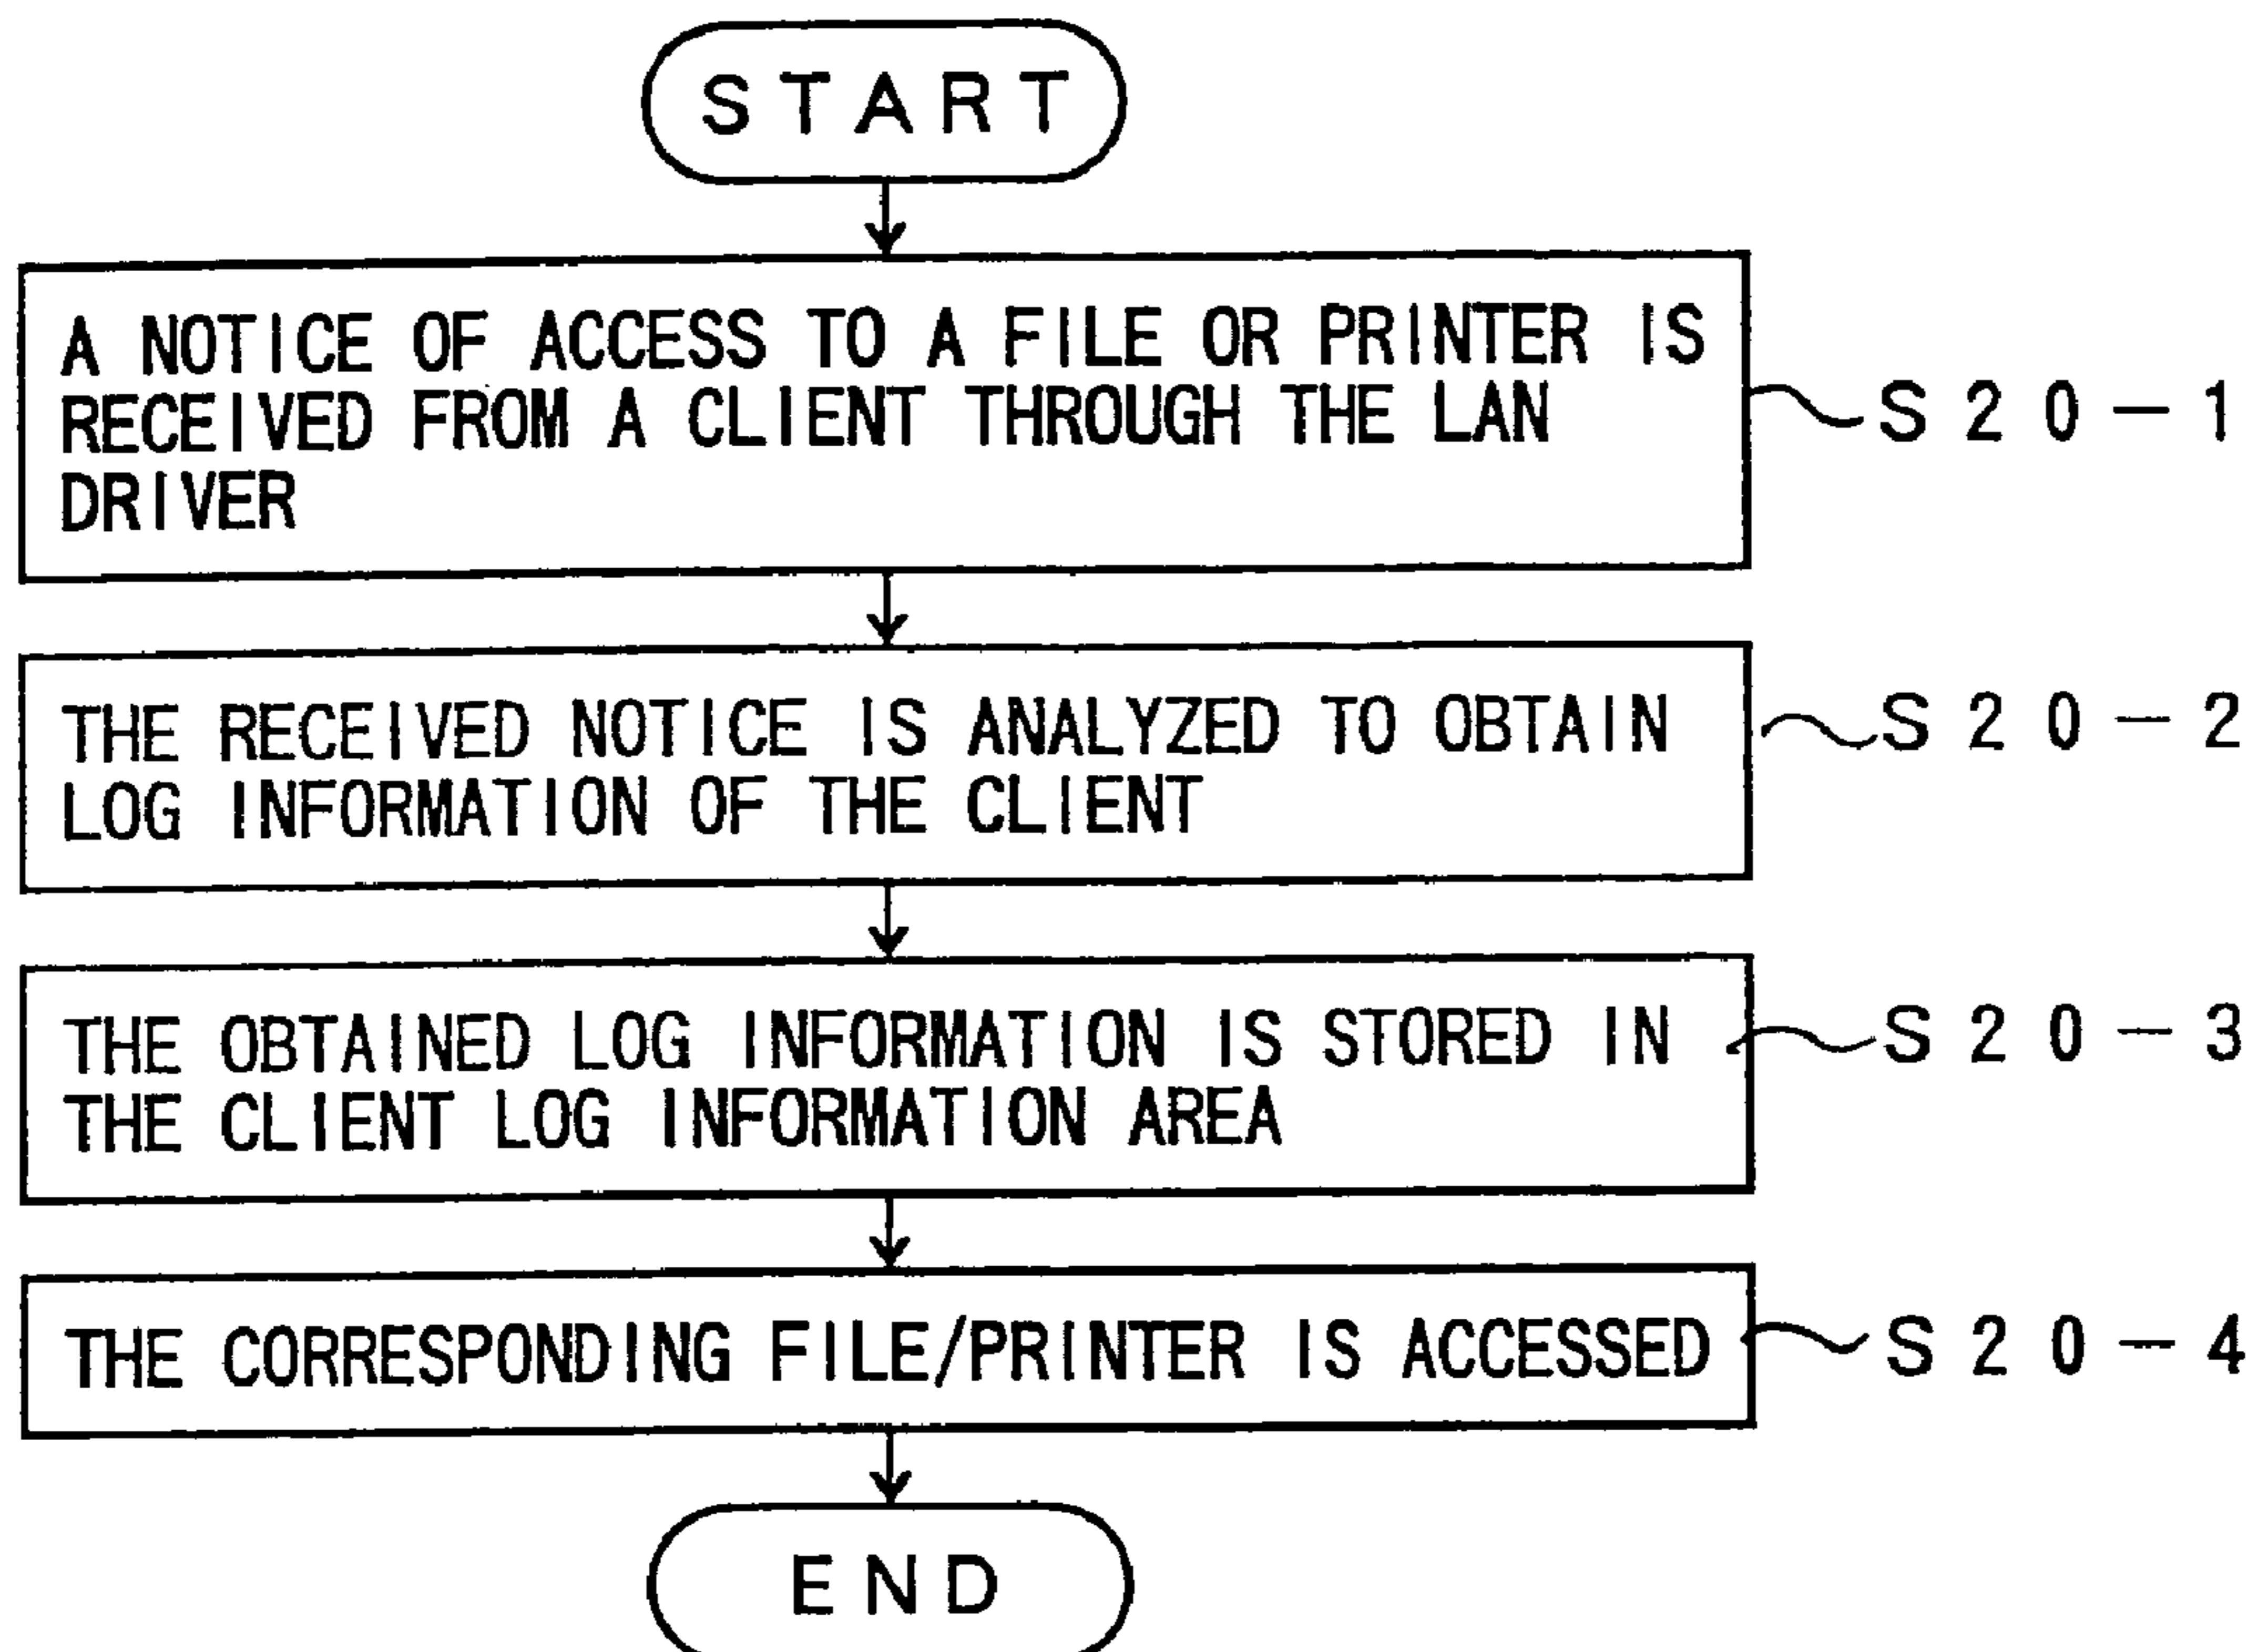 START
A NOTICE OF ACCESS TO A FILE OR PRINTER IS
RECEIVED FROM A CLIENT THROUGH THE LAN
DRIVER
S20-1
THE RECEIVED NOTICE IS ANALYZED TO OBTAIN
LOG INFORMATION OF THE CLIENT
S20-2
THE OBTAINED LOG INFORMATION IS STORED IN
THE CLIENT LOG INFORMATION AREA
S20-3
THE CORRESPONDING FILE/PRINTER IS ACCESSED
S20-4
END